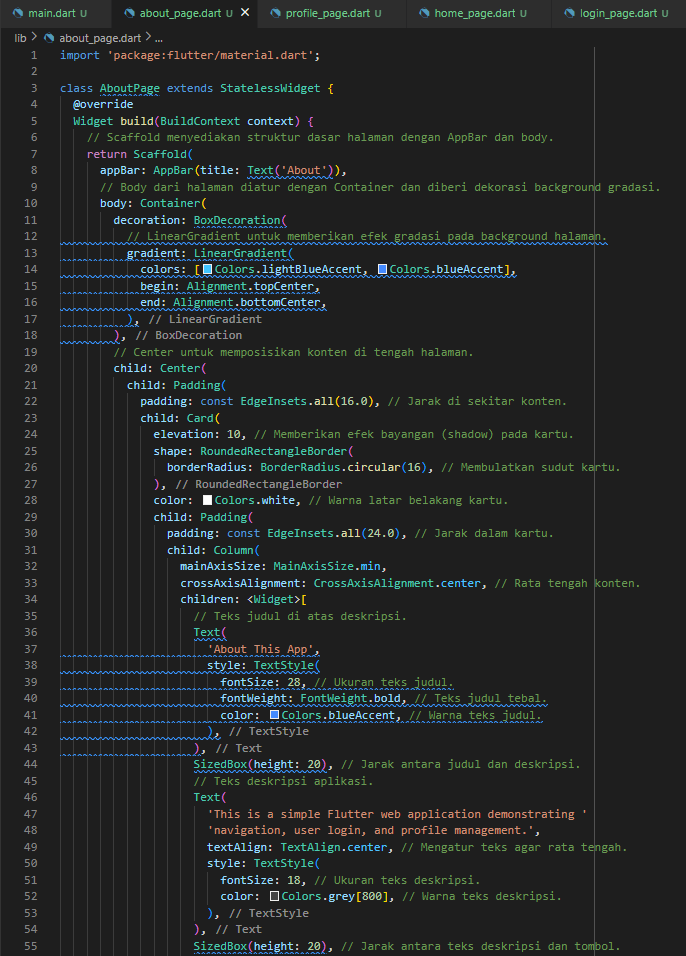 main.dart U about_page.dart U × profile_page.dart U home_page.dart U login_page.dart U
lib > about_page.dart > ...
1 import 'package:flutter/material.dart';
2
3 class AboutPage extends StatelessWidget {
4   @override
5   Widget build(BuildContext context) {
6     // Scaffold menyediakan struktur dasar halaman dengan AppBar dan body.
7     return Scaffold(
8       appBar: AppBar(title: Text('About')),
9       // Body dari halaman diatur dengan Container dan diberi dekorasi background gradasi.
10       body: Container(
11         decoration: BoxDecoration(
12           // LinearGradient untuk memberikan efek gradasi pada background halaman.
13           gradient: LinearGradient(
14             colors: [Colors.lightBlueAccent, Colors.blueAccent],
15             begin: Alignment.topCenter,
16             end: Alignment.bottomCenter,
17           ), // LinearGradient
18         ), // BoxDecoration
19         // Center untuk memposisikan konten di tengah halaman.
20         child: Center(
21           child: Padding(
22             padding: const EdgeInsets.all(16.0), // Jarak di sekitar konten.
23             child: Card(
24               elevation: 10, // Memberikan efek bayangan (shadow) pada kartu.
25               shape: RoundedRectangleBorder(
26                 borderRadius: BorderRadius.circular(16), // Membulatkan sudut kartu.
27               ), // RoundedRectangleBorder
28               color: Colors.white, // Warna latar belakang kartu.
29               child: Padding(
30                 padding: const EdgeInsets.all(24.0), // Jarak dalam kartu.
31                 child: Column(
32                   mainAxisSize: MainAxisSize.min,
33                   crossAxisAlignment: CrossAxisAlignment.center, // Rata tengah konten.
34                   children: <Widget>[
35                     // Teks judul di atas deskripsi.
36                     Text(
37                       'About This App',
38                       style: TextStyle(
39                         fontSize: 28, // Ukuran teks judul.
40                         fontWeight: FontWeight.bold, // Teks judul tebal.
41                         color: Colors.blueAccent, // Warna teks judul.
42                       ), // TextStyle
43                     ), // Text
44                     SizedBox(height: 20), // Jarak antara judul dan deskripsi.
45                     // Teks deskripsi aplikasi.
46                     Text(
47                       'This is a simple Flutter web application demonstrating '
48                       'navigation, user login, and profile management.',
49                       textAlign: TextAlign.center, // Mengatur teks agar rata tengah.
50                       style: TextStyle(
51                         fontSize: 18, // Ukuran teks deskripsi.
52                         color: Colors.grey[800], // Warna teks deskripsi.
53                       ), // TextStyle
54                     ), // Text
55                     SizedBox(height: 20), // Jarak antara teks deskripsi dan tombol.